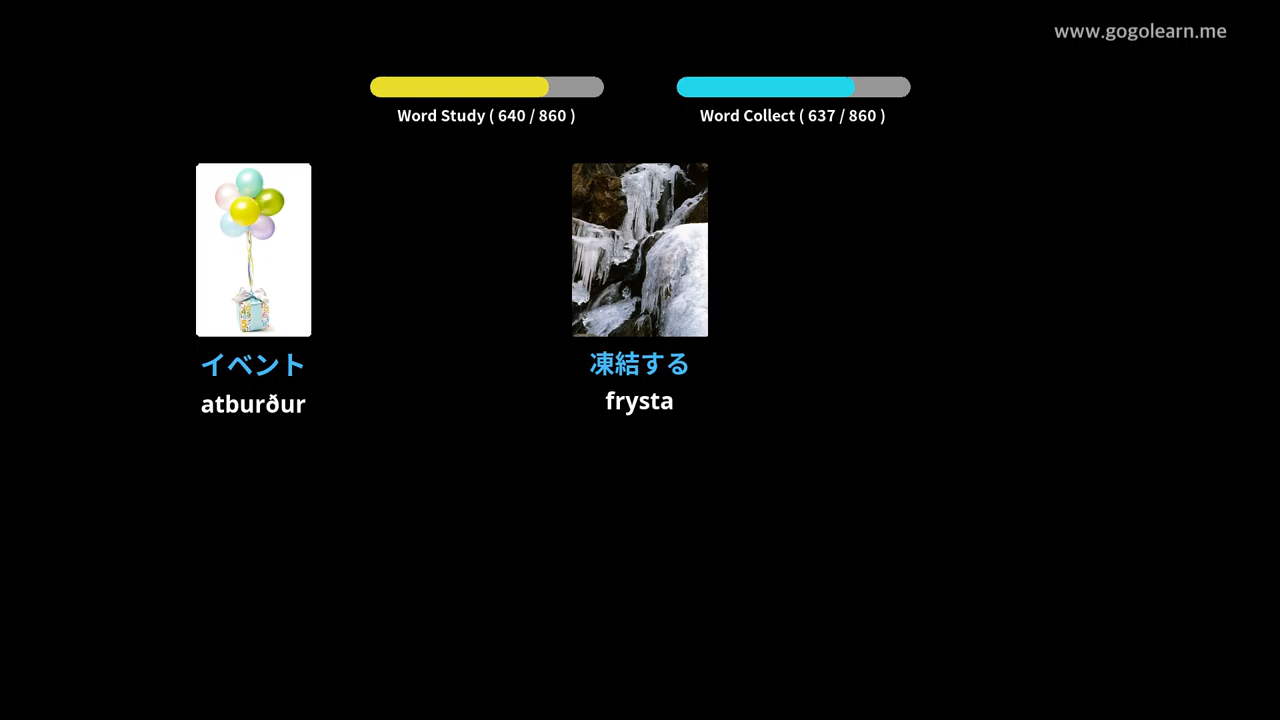 www.gogolearn.me
Word Study ( 640 / 860 )
Word Collect ( 637 / 860 )
イベント
atburður
凍結する
frysta